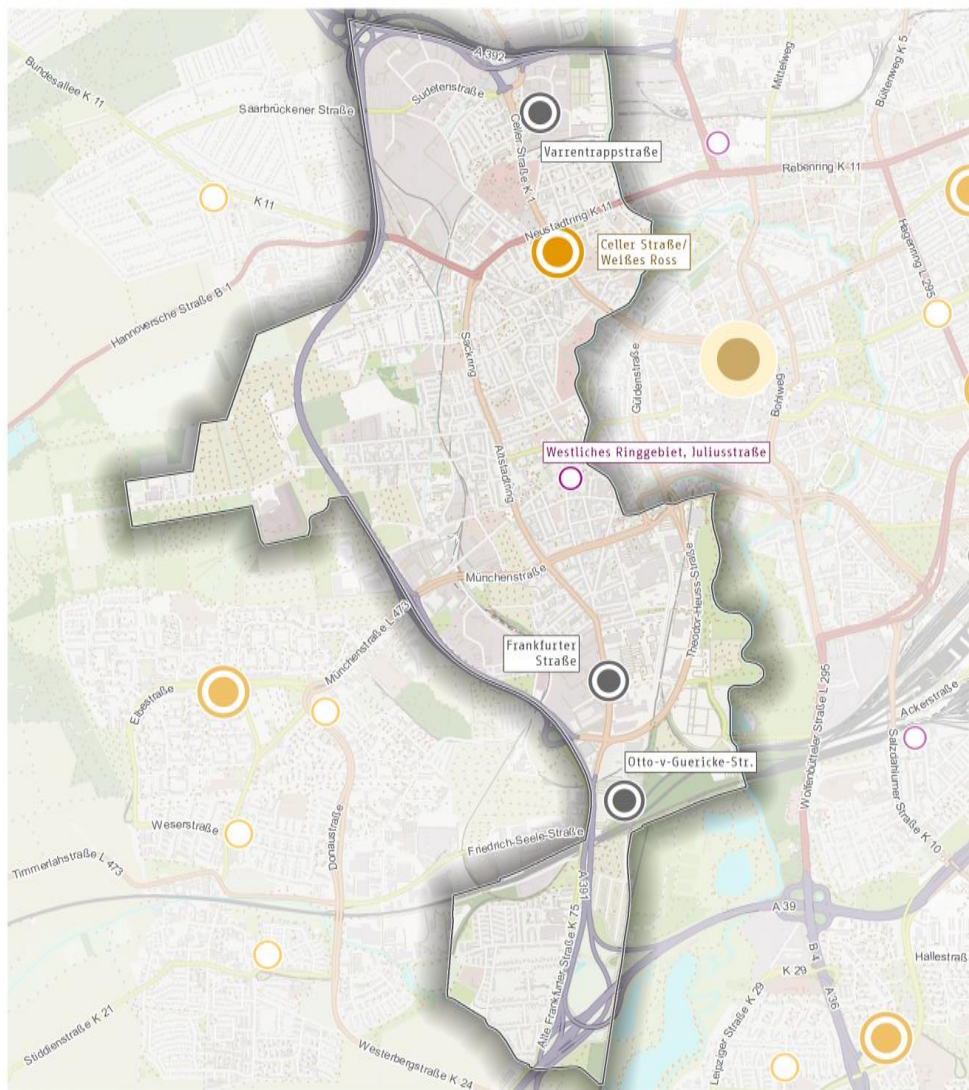 A 392
Bundesallee K 11
Sudetenstraße
Saarbrückener Straße
Celler Straße K 1
Mittelweg
Bültenweg K 5
Varrentrappstraße
Rebenring K 11
K 11
Neustadtring K 11
Hagenring L 295
Celler Straße/
Weißes Ross
Hannoversche Straße B 1
Sackring
Güldenstraße
Bohlweg
Altstadtring
Westliches Ringgebiet, Juliusstraße
Münchenstraße
Theodor-Heuss-Straße
Münchenstraße L 473
Frankfurter
Straße
Elbestraße
Wolfenbütteler Straße L 295
Ackerstraße
Salzdahlumer Straße K 10
Otto-v-Guericke-Str.
Weserstraße
Donaustraße
Friedrich-Seele-Straße
Timmerlahstraße L 473
A 391
A 39
B 4
Hallestraß
K 29
A 36
Stiddienstraße K 21
Alte Frankfurter Straße K 75
Leipziger Straße K 29
Westerbergstraße K 24